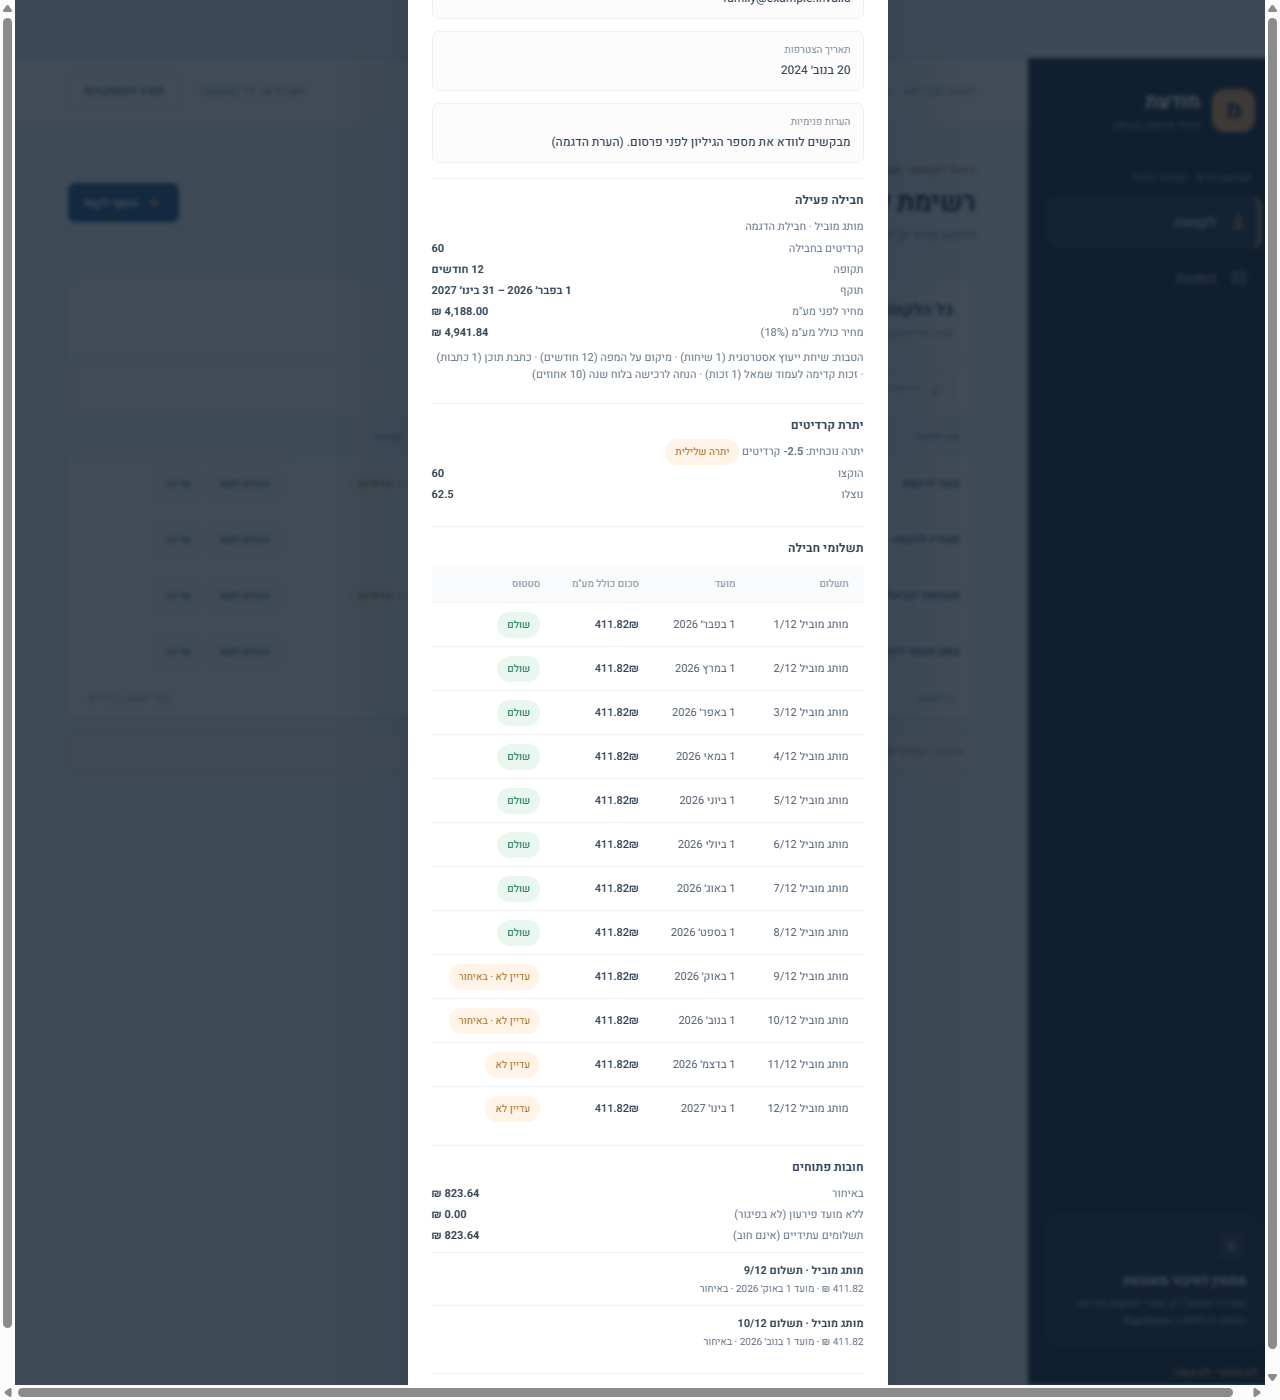 תאריך הצטרפות
20 בנוב׳ 2024
הערות פנימיות
מבקשים לוודא את מספר הגיליון לפני פרסום. (הערת הדגמה)
חבילה פעילה
מותג מוביל · חבילת הדגמה
קרדיטים בחבילה 60
תקופה 12 חודשים
תוקף 1 בפבר׳ 2026 – 31 בינו׳ 2027
מחיר לפני מע"מ 4,188.00 ₪
מחיר כולל מע"מ (18%) 4,941.84 ₪
הטבות: שיחת ייעוץ אסטרטגית (1 שיחות) · מיקום על המפה (12 חודשים) · כתבת תוכן (1 כתבות)
· זכות קדימה לעמוד שמאל (1 זכות) · הנחה לרכישה בלוח שנה (10 אחוזים)
יתרת קרדיטים
יתרה נוכחית: 2.5- קרדיטים יתרה שלילית
הוקצו 60
נוצלו 62.5
תשלומי חבילה
תשלום מועד סכום כולל מע"מ סטטוס
מותג מוביל 1/12 1 בפבר׳ 2026 ₪411.82 שולם
מותג מוביל 2/12 1 במרץ 2026 ₪411.82 שולם
מותג מוביל 3/12 1 באפר׳ 2026 ₪411.82 שולם
מותג מוביל 4/12 1 במאי 2026 ₪411.82 שולם
מותג מוביל 5/12 1 ביוני 2026 ₪411.82 שולם
מותג מוביל 6/12 1 ביולי 2026 ₪411.82 שולם
מותג מוביל 7/12 1 באוג׳ 2026 ₪411.82 שולם
מותג מוביל 8/12 1 בספט׳ 2026 ₪411.82 שולם
מותג מוביל 9/12 1 באוק׳ 2026 ₪411.82 עדיין לא · באיחור
מותג מוביל 10/12 1 בנוב׳ 2026 ₪411.82 עדיין לא · באיחור
מותג מוביל 11/12 1 בדצמ׳ 2026 ₪411.82 עדיין לא
מותג מוביל 12/12 1 בינו׳ 2027 ₪411.82 עדיין לא
חובות פתוחים
באיחור 823.64 ₪
ללא מועד פירעון (לא בפיגור) 0.00 ₪
תשלומים עתידיים (אינם חוב) 823.64 ₪
מותג מוביל · תשלום 9/12
411.82 ₪ · מועד 1 באוק׳ 2026 · באיחור
מותג מוביל · תשלום 10/12
411.82 ₪ · מועד 1 בנוב׳ 2026 · באיחור
מודעת
לקוחות